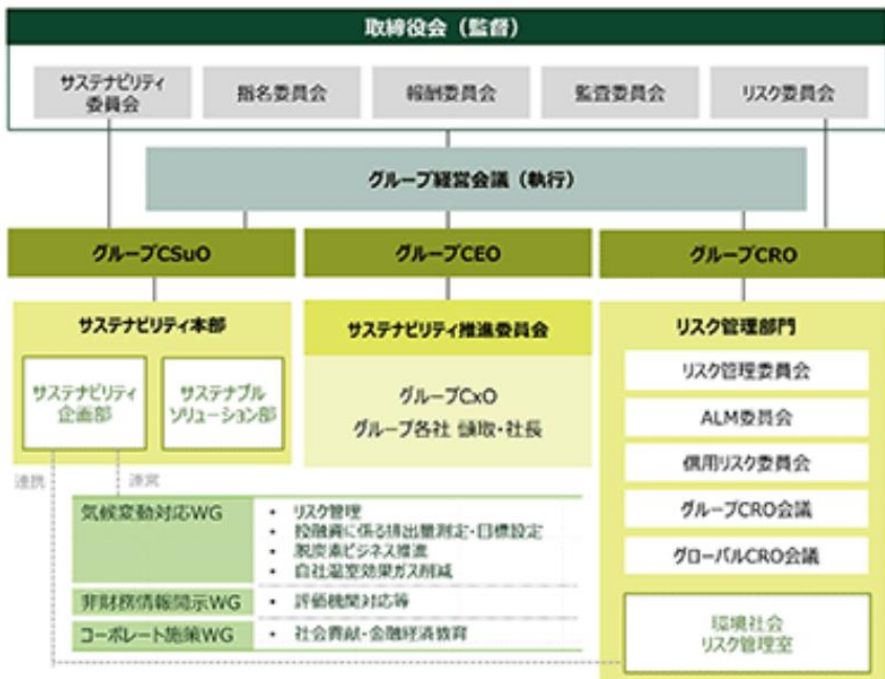 取締役会（監督）
サステナビリティ
委員会
指名委員会
報酬委員会
監査委員会
リスク委員会
グループ経営会議（執行）
グループCSuO
グループCEO
グループCRO
サステナビリティ本部
サステナビリティ
企画部
サステナブル
ソリューション部
サステナビリティ推進委員会
グループCxO
グループ各社 頭取・社長
リスク管理部門
リスク管理委員会
ALM委員会
信用リスク委員会
グループCRO会議
グローバルCRO会議
環境社会
リスク管理室
連携
運営
気候変動対応WG
• リスク管理
• 投融資に係る排出量測定・目標設定
• 脱炭素ビジネス推進
• 自社温室効果ガス削減
非財務情報開示WG
• 評価機関対応等
コーポレート施策WG
• 社会貢献・金融経済教育